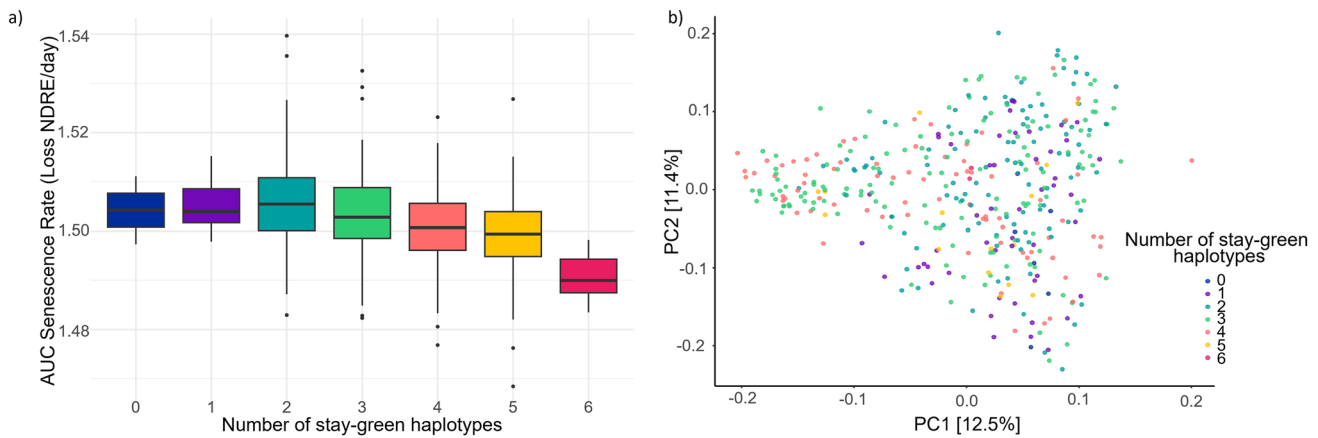 a)
AUC Senescence Rate (Loss NDRE/day)
1.54
1.52
1.50
1.48
0 1 2 3 4 5 6
Number of stay-green haplotypes
b)
PC2 [11.4%]
0.2
0.1
0.0
-0.1
-0.2
-0.2 -0.1 0.0 0.1 0.2
PC1 [12.5%]
Number of stay-green
haplotypes
0
1
2
3
4
5
6